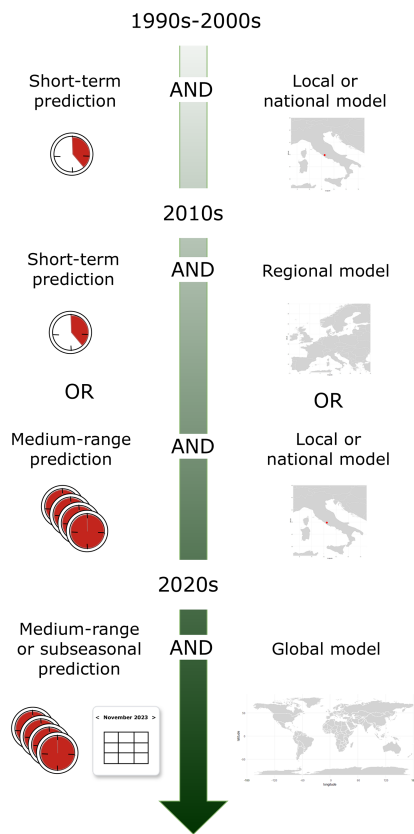 1990s-2000s
Short-term
prediction
AND
Local or
national model
2010s
Short-term
prediction
AND
Regional model
OR
OR
Medium-range
prediction
AND
Local or
national model
2020s
Medium-range
or subseasonal
prediction
AND
Global model
< November 2023 >
longitude